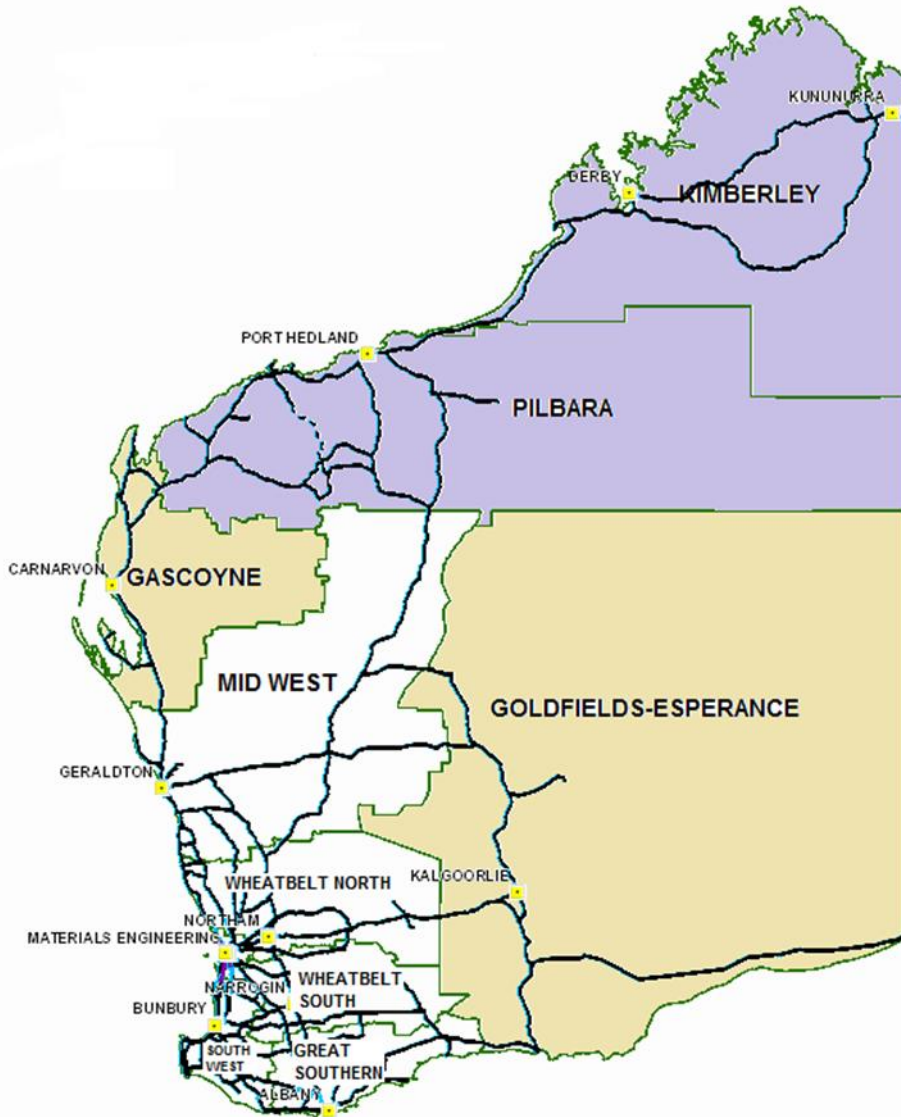 KUNUNURRA
DERBY
KIMBERLEY
PORT HEDLAND
PILBARA
CARNARVON
GASCOYNE
MID WEST
GOLDFIELDS-ESPERANCE
GERALDTON
WHEATBELT NORTH
KALGOORLIE
NORTHAM
MATERIALS ENGINEERING
NARROGIN
WHEATBELT
SOUTH
BUNBURY
SOUTH
WEST
GREAT
SOUTHERN
ALBANY